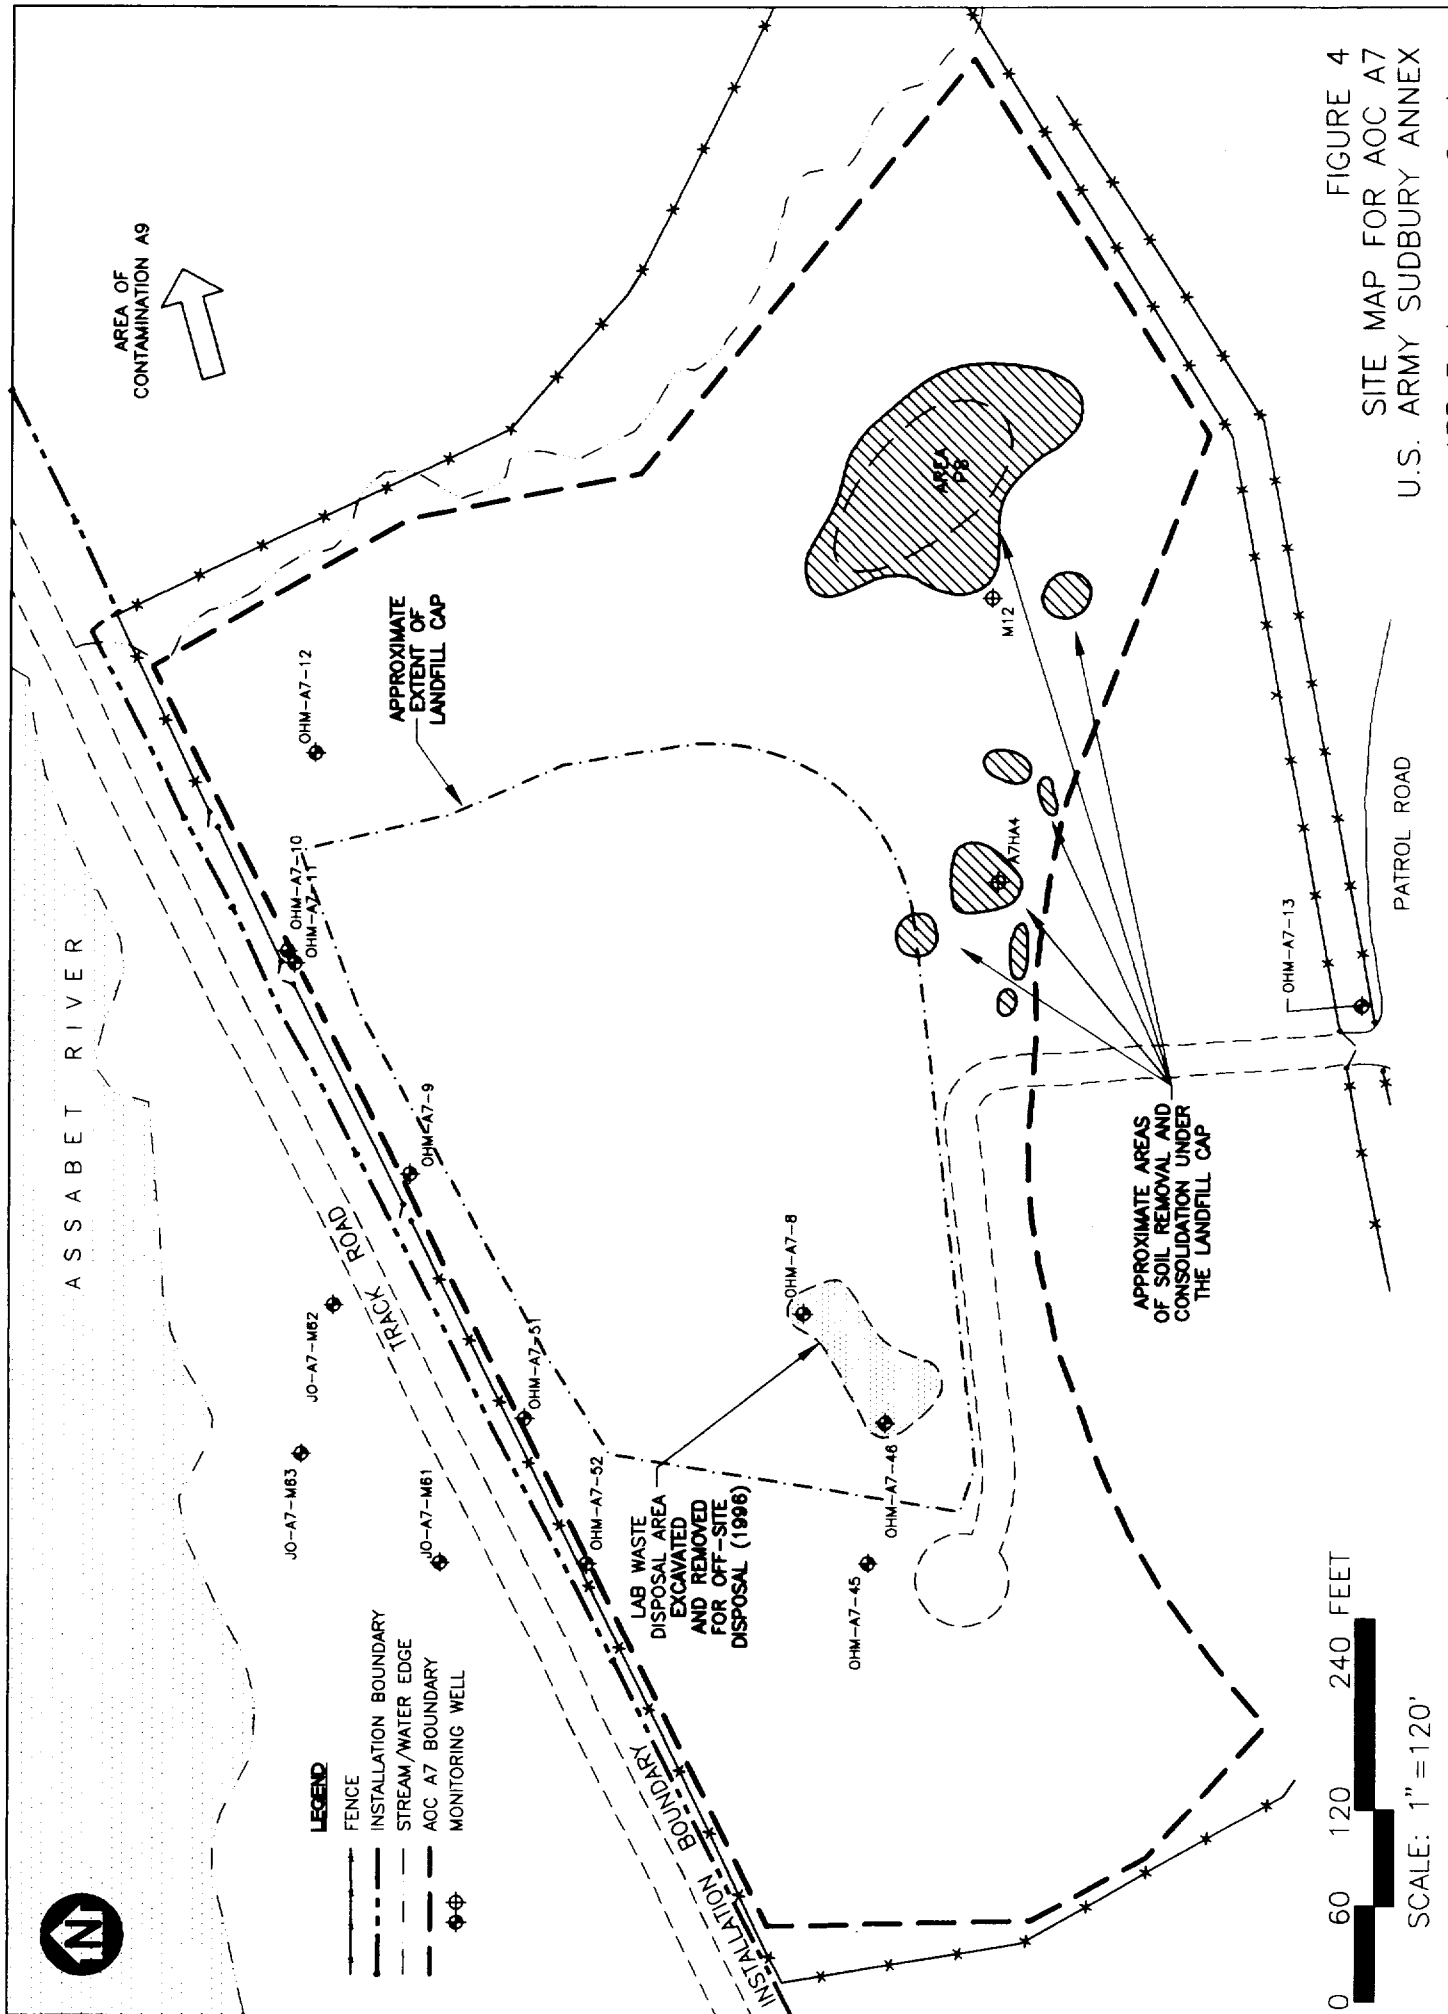 ASSABET RIVER
AREA OF
CONTAMINATION A9
N
LEGEND
FENCE
INSTALLATION BOUNDARY
STREAM/WATER EDGE
AOC A7 BOUNDARY
MONITORING WELL
JO-A7-M63
JO-A7-M62
JO-A7-M61
TRACK ROAD
INSTALLATION BOUNDARY
OHM-A7-52
OHM-A7-51
OHM-A7-9
OHM-A7-10
OHM-A7-11
OHM-A7-12
APPROXIMATE
EXTENT OF
LANDFILL CAP
LAB WASTE
DISPOSAL AREA
EXCAVATED
AND REMOVED
FOR OFF-SITE
DISPOSAL (1996)
OHM-A7-8
OHM-A7-46
OHM-A7-45
AREA
P8
M12
A7HA4
APPROXIMATE AREAS
OF SOIL REMOVAL AND
CONSOLIDATION UNDER
THE LANDFILL CAP
OHM-A7-13
PATROL ROAD
0 60 120 240 FEET
SCALE: 1"=120'
FIGURE 4
SITE MAP FOR AOC A7
U.S. ARMY SUDBURY ANNEX